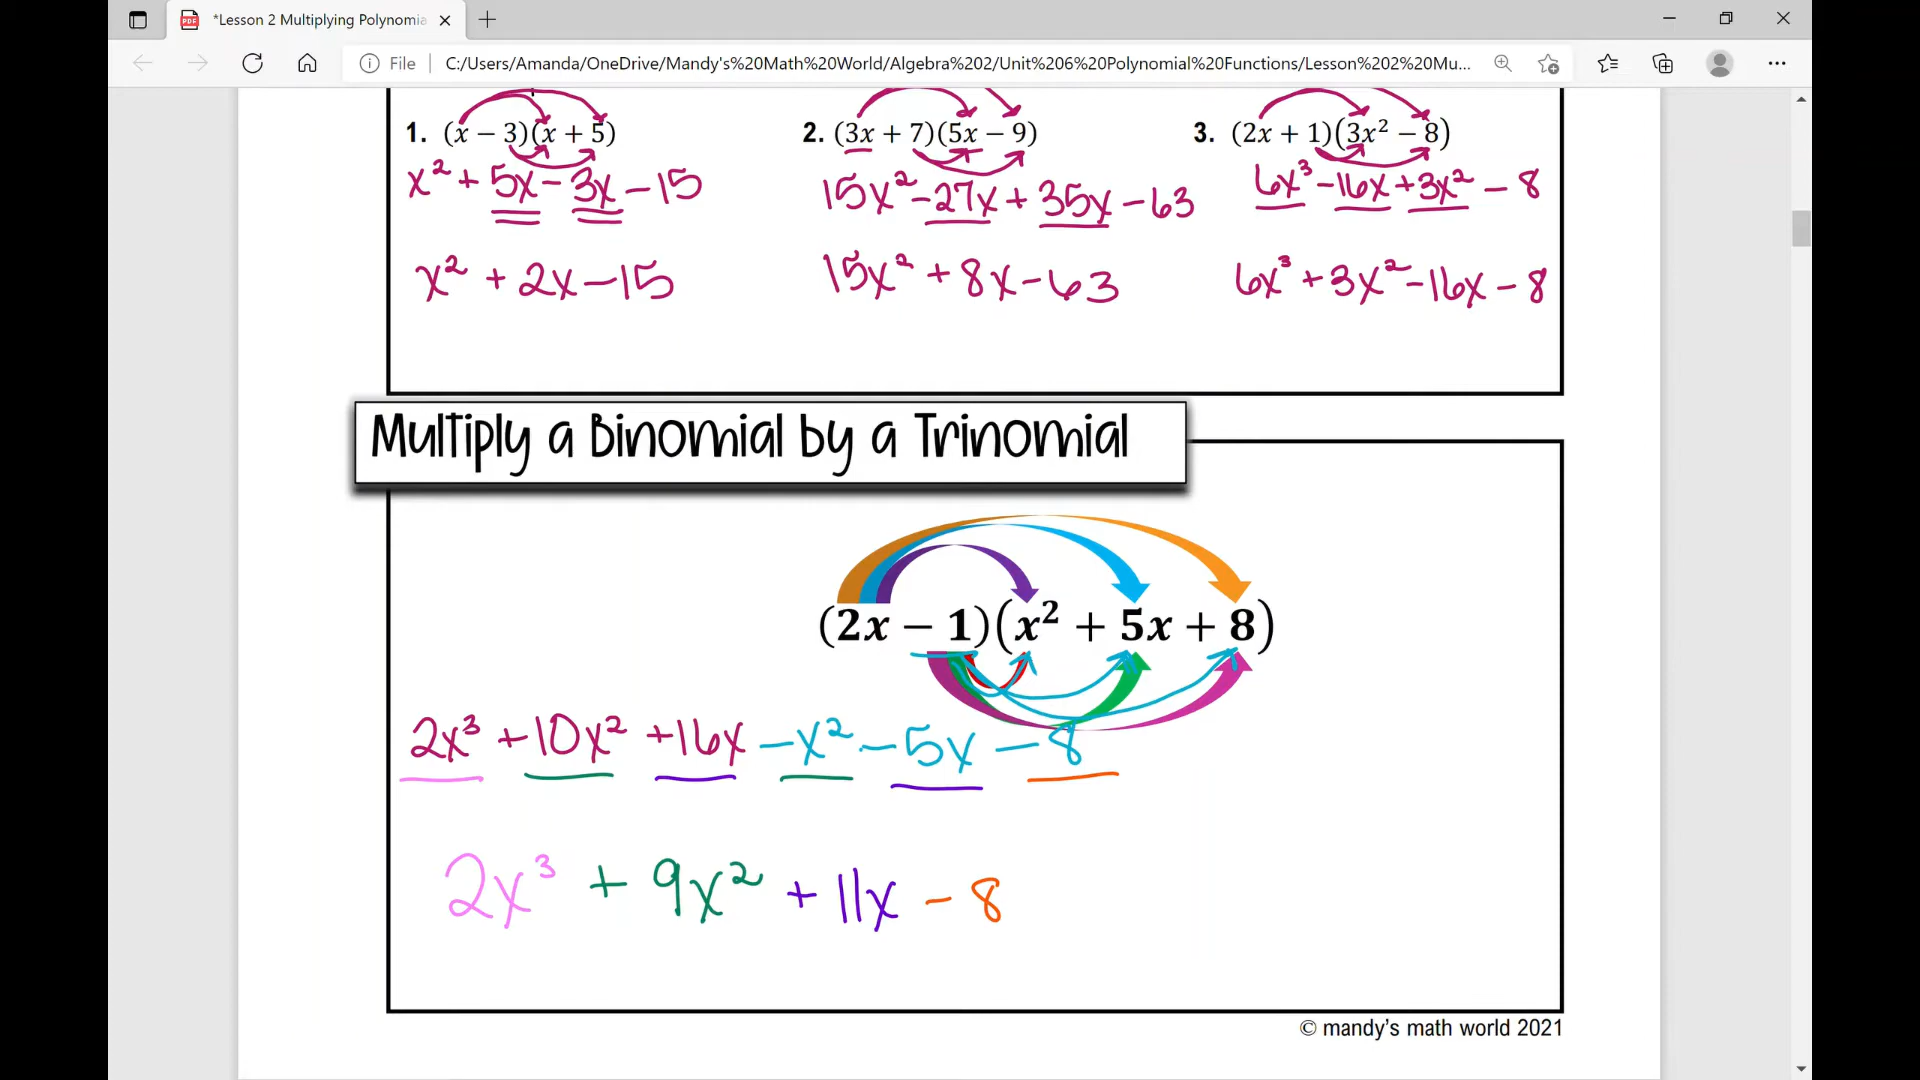 *Lesson 2 Multiplying Polynomia
File C:/Users/Amanda/OneDrive/Mandy's%20Math%20World/Algebra%202/Unit%206%20Polynomial%20Functions/Lesson%202%20Mu...
1. (x − 3)(x + 5) 2. (3x + 7)(5x − 9) 3. (2x + 1)(3x² − 8)
x² + 5x − 3x − 15 15x² − 27x + 35x − 63 6x³ − 16x + 3x² − 8
x² + 2x − 15 15x² + 8x − 63 6x³ + 3x² − 16x − 8
Multiply a Binomial by a Trinomial
(2x − 1)(x² + 5x + 8)
2x³ + 10x² + 16x − x² − 5x − 8
2x³ + 9x² + 11x − 8
© mandy's math world 2021